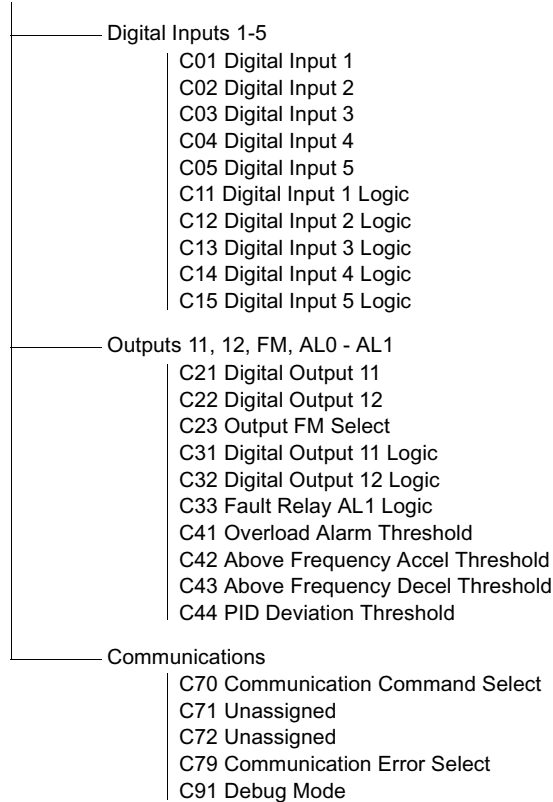 Digital Inputs 1-5
C01 Digital Input 1
C02 Digital Input 2
C03 Digital Input 3
C04 Digital Input 4
C05 Digital Input 5
C11 Digital Input 1 Logic
C12 Digital Input 2 Logic
C13 Digital Input 3 Logic
C14 Digital Input 4 Logic
C15 Digital Input 5 Logic
Outputs 11, 12, FM, AL0 - AL1
C21 Digital Output 11
C22 Digital Output 12
C23 Output FM Select
C31 Digital Output 11 Logic
C32 Digital Output 12 Logic
C33 Fault Relay AL1 Logic
C41 Overload Alarm Threshold
C42 Above Frequency Accel Threshold
C43 Above Frequency Decel Threshold
C44 PID Deviation Threshold
Communications
C70 Communication Command Select
C71 Unassigned
C72 Unassigned
C79 Communication Error Select
C91 Debug Mode